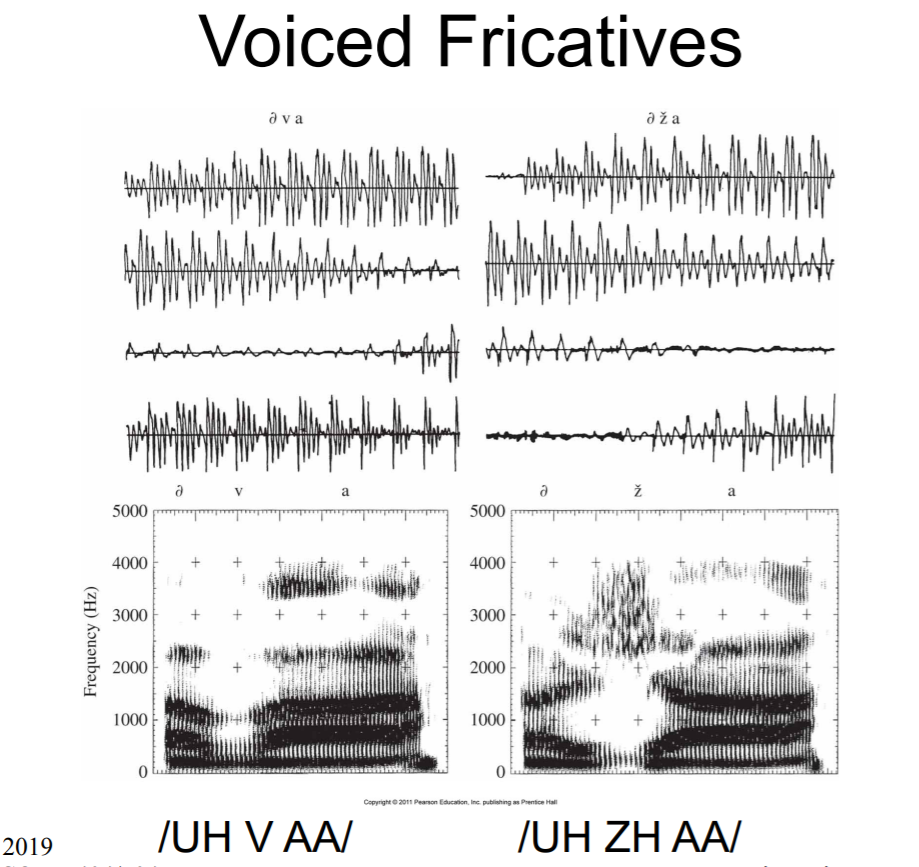 Voiced Fricatives
∂ v a
∂ ž a
∂ v a
∂ ž a
5000
4000
3000
2000
1000
0
Frequency (Hz)
5000
4000
3000
2000
1000
0
Copyright © 2011 Pearson Education, Inc. publishing as Prentice Hall
/UH V AA/
/UH ZH AA/
2019